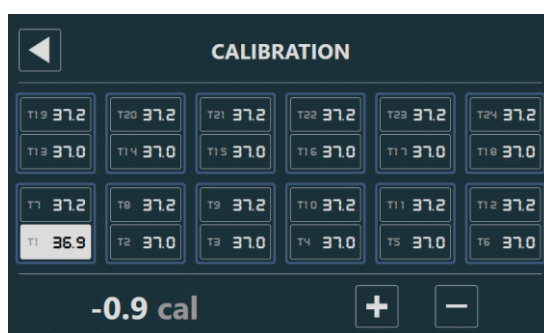 CALIBRATION
T19 37.2 T20 37.2 T21 37.2 T22 37.2 T23 37.2 T24 37.2
T13 37.0 T14 37.0 T15 37.0 T16 37.0 T17 37.0 T18 37.0
T7 37.2 T8 37.2 T9 37.2 T10 37.2 T11 37.2 T12 37.2
T1 36.9 T2 37.0 T3 37.0 T4 37.0 T5 37.0 T6 37.0
-0.9 cal + −